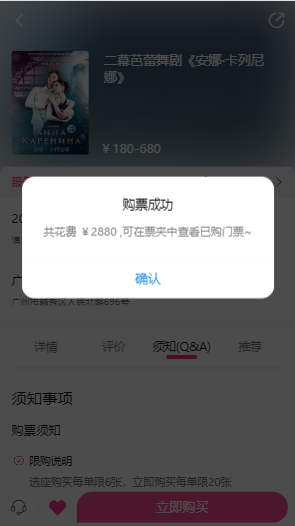 二幕芭蕾舞剧《安娜·卡列尼
娜》
АННА
КАРЕНИНА
¥ 180-680
购票成功
共花费 ￥2880 ,可在票夹中查看已购门票~
确认
20
广州市越秀区人民北路696号
详情 评价 须知(Q&A) 推荐
须知事项
购票须知
限购说明
选座购买每单限6张，立即购买每单限20张
立即购买